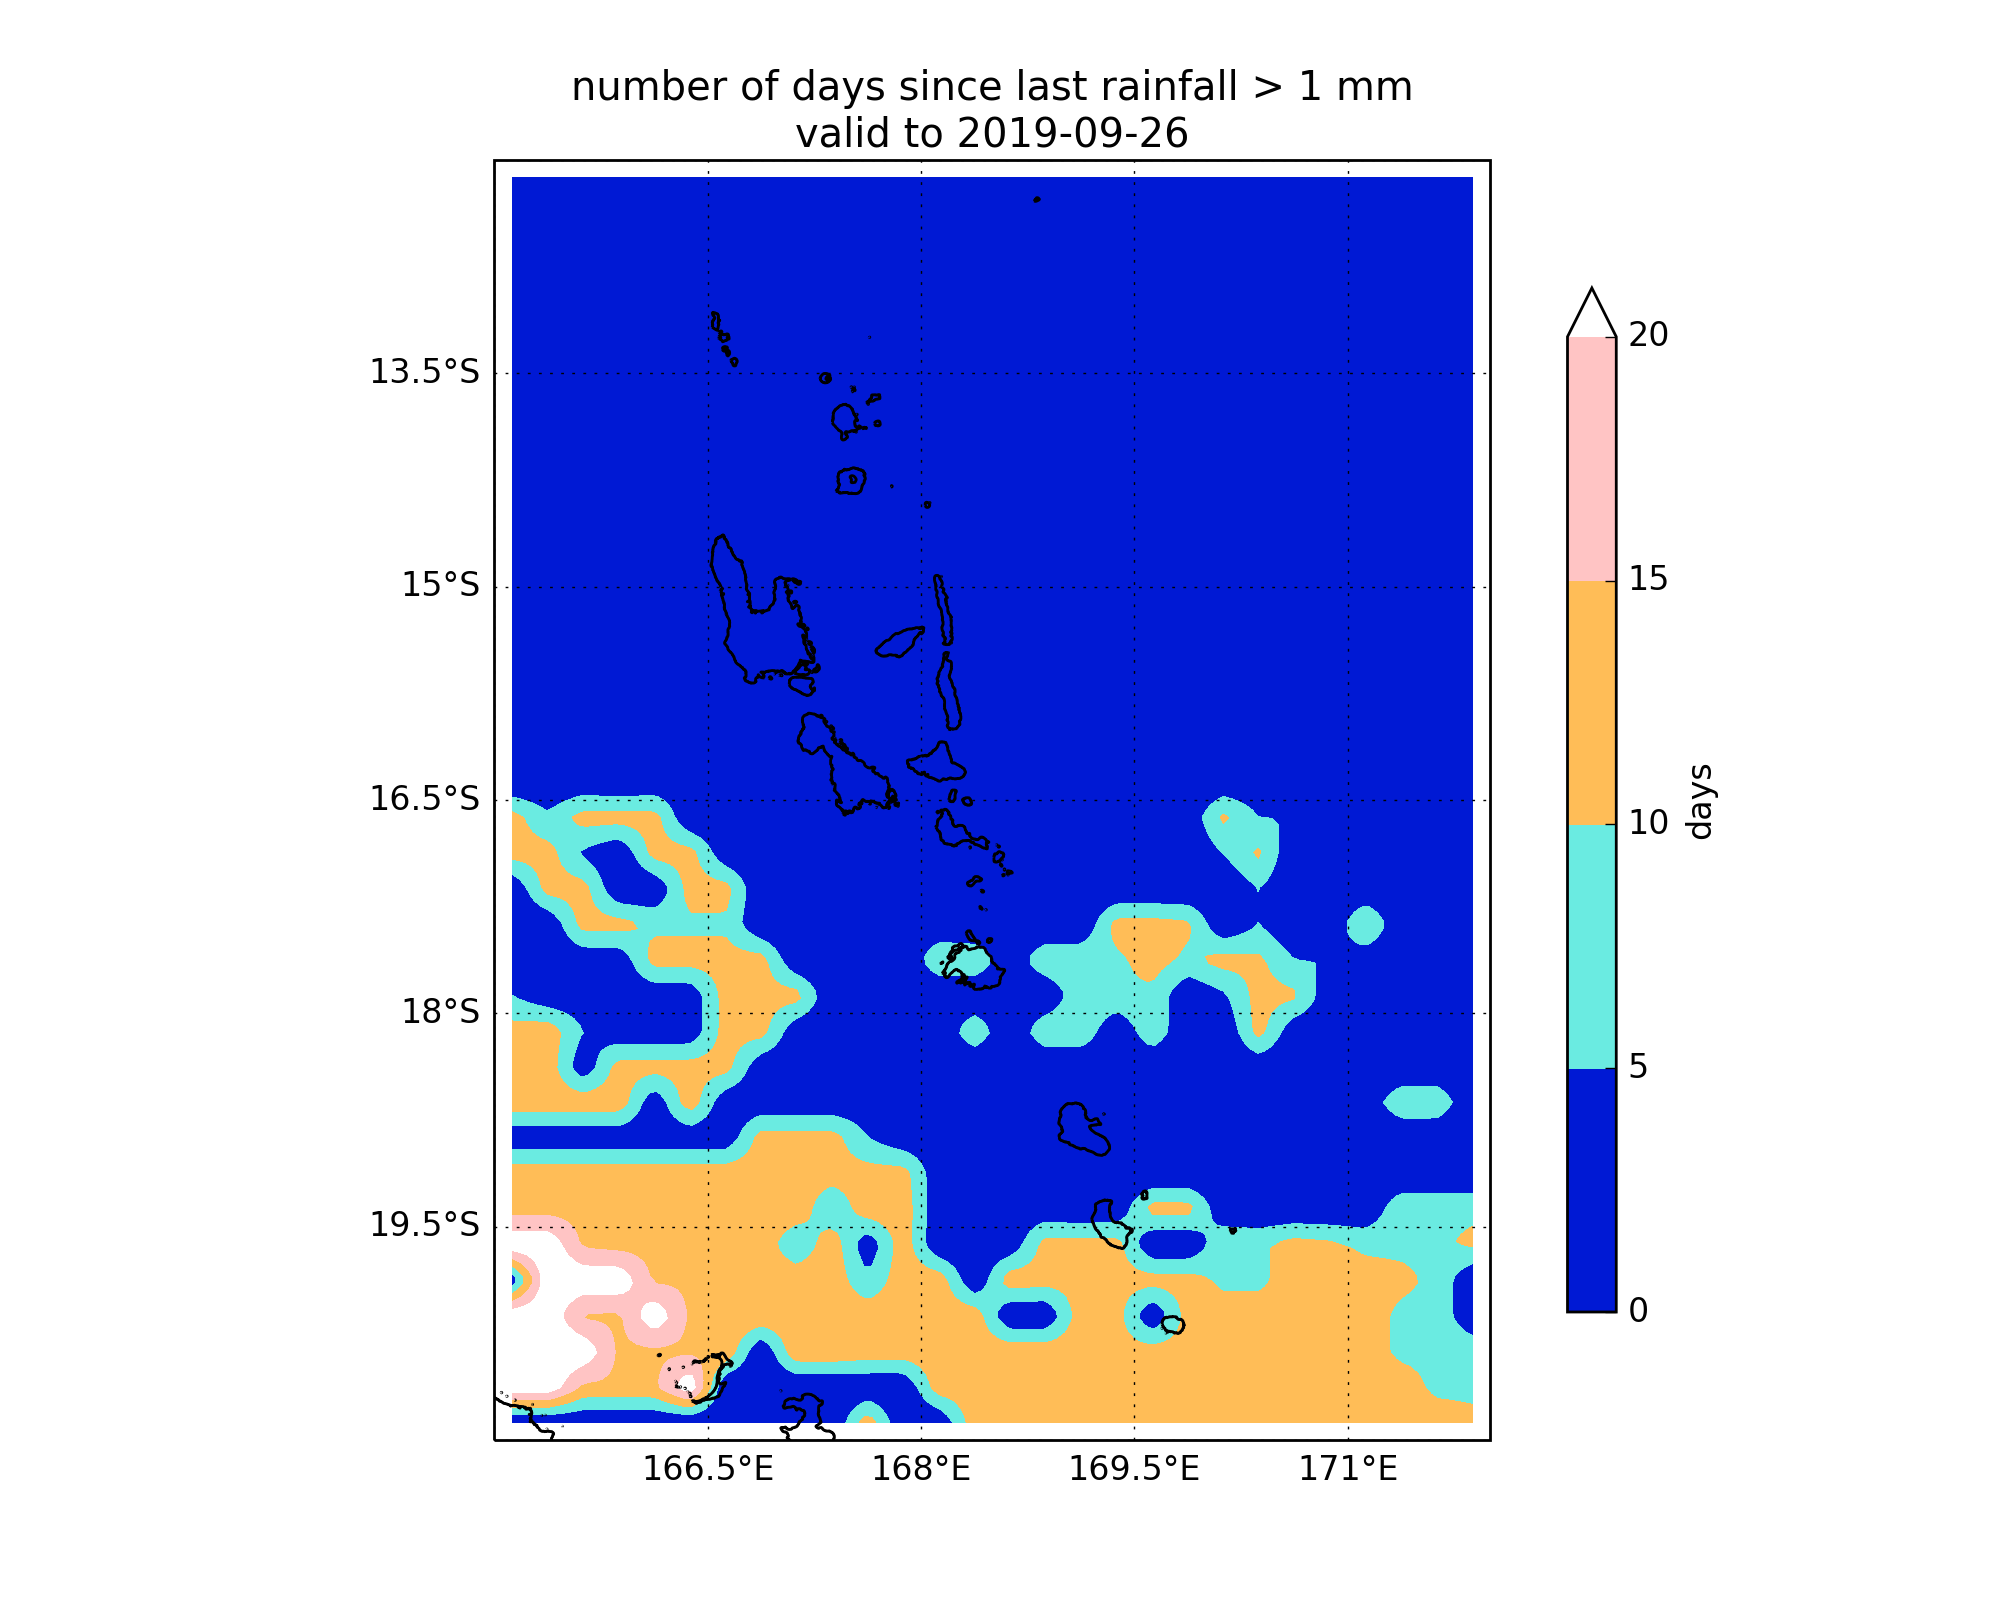 number of days since last rainfall > 1 mm
valid to 2019-09-26
13.5°S
15°S
16.5°S
18°S
19.5°S
166.5°E
168°E
169.5°E
171°E
20
15
10
5
0
days